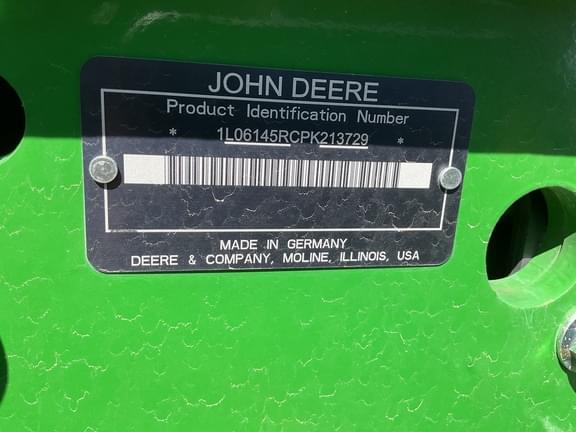 JOHN DEERE
Product Identification Number
* 1L06145RCPK213729 *
MADE IN GERMANY
DEERE & COMPANY, MOLINE, ILLINOIS, USA